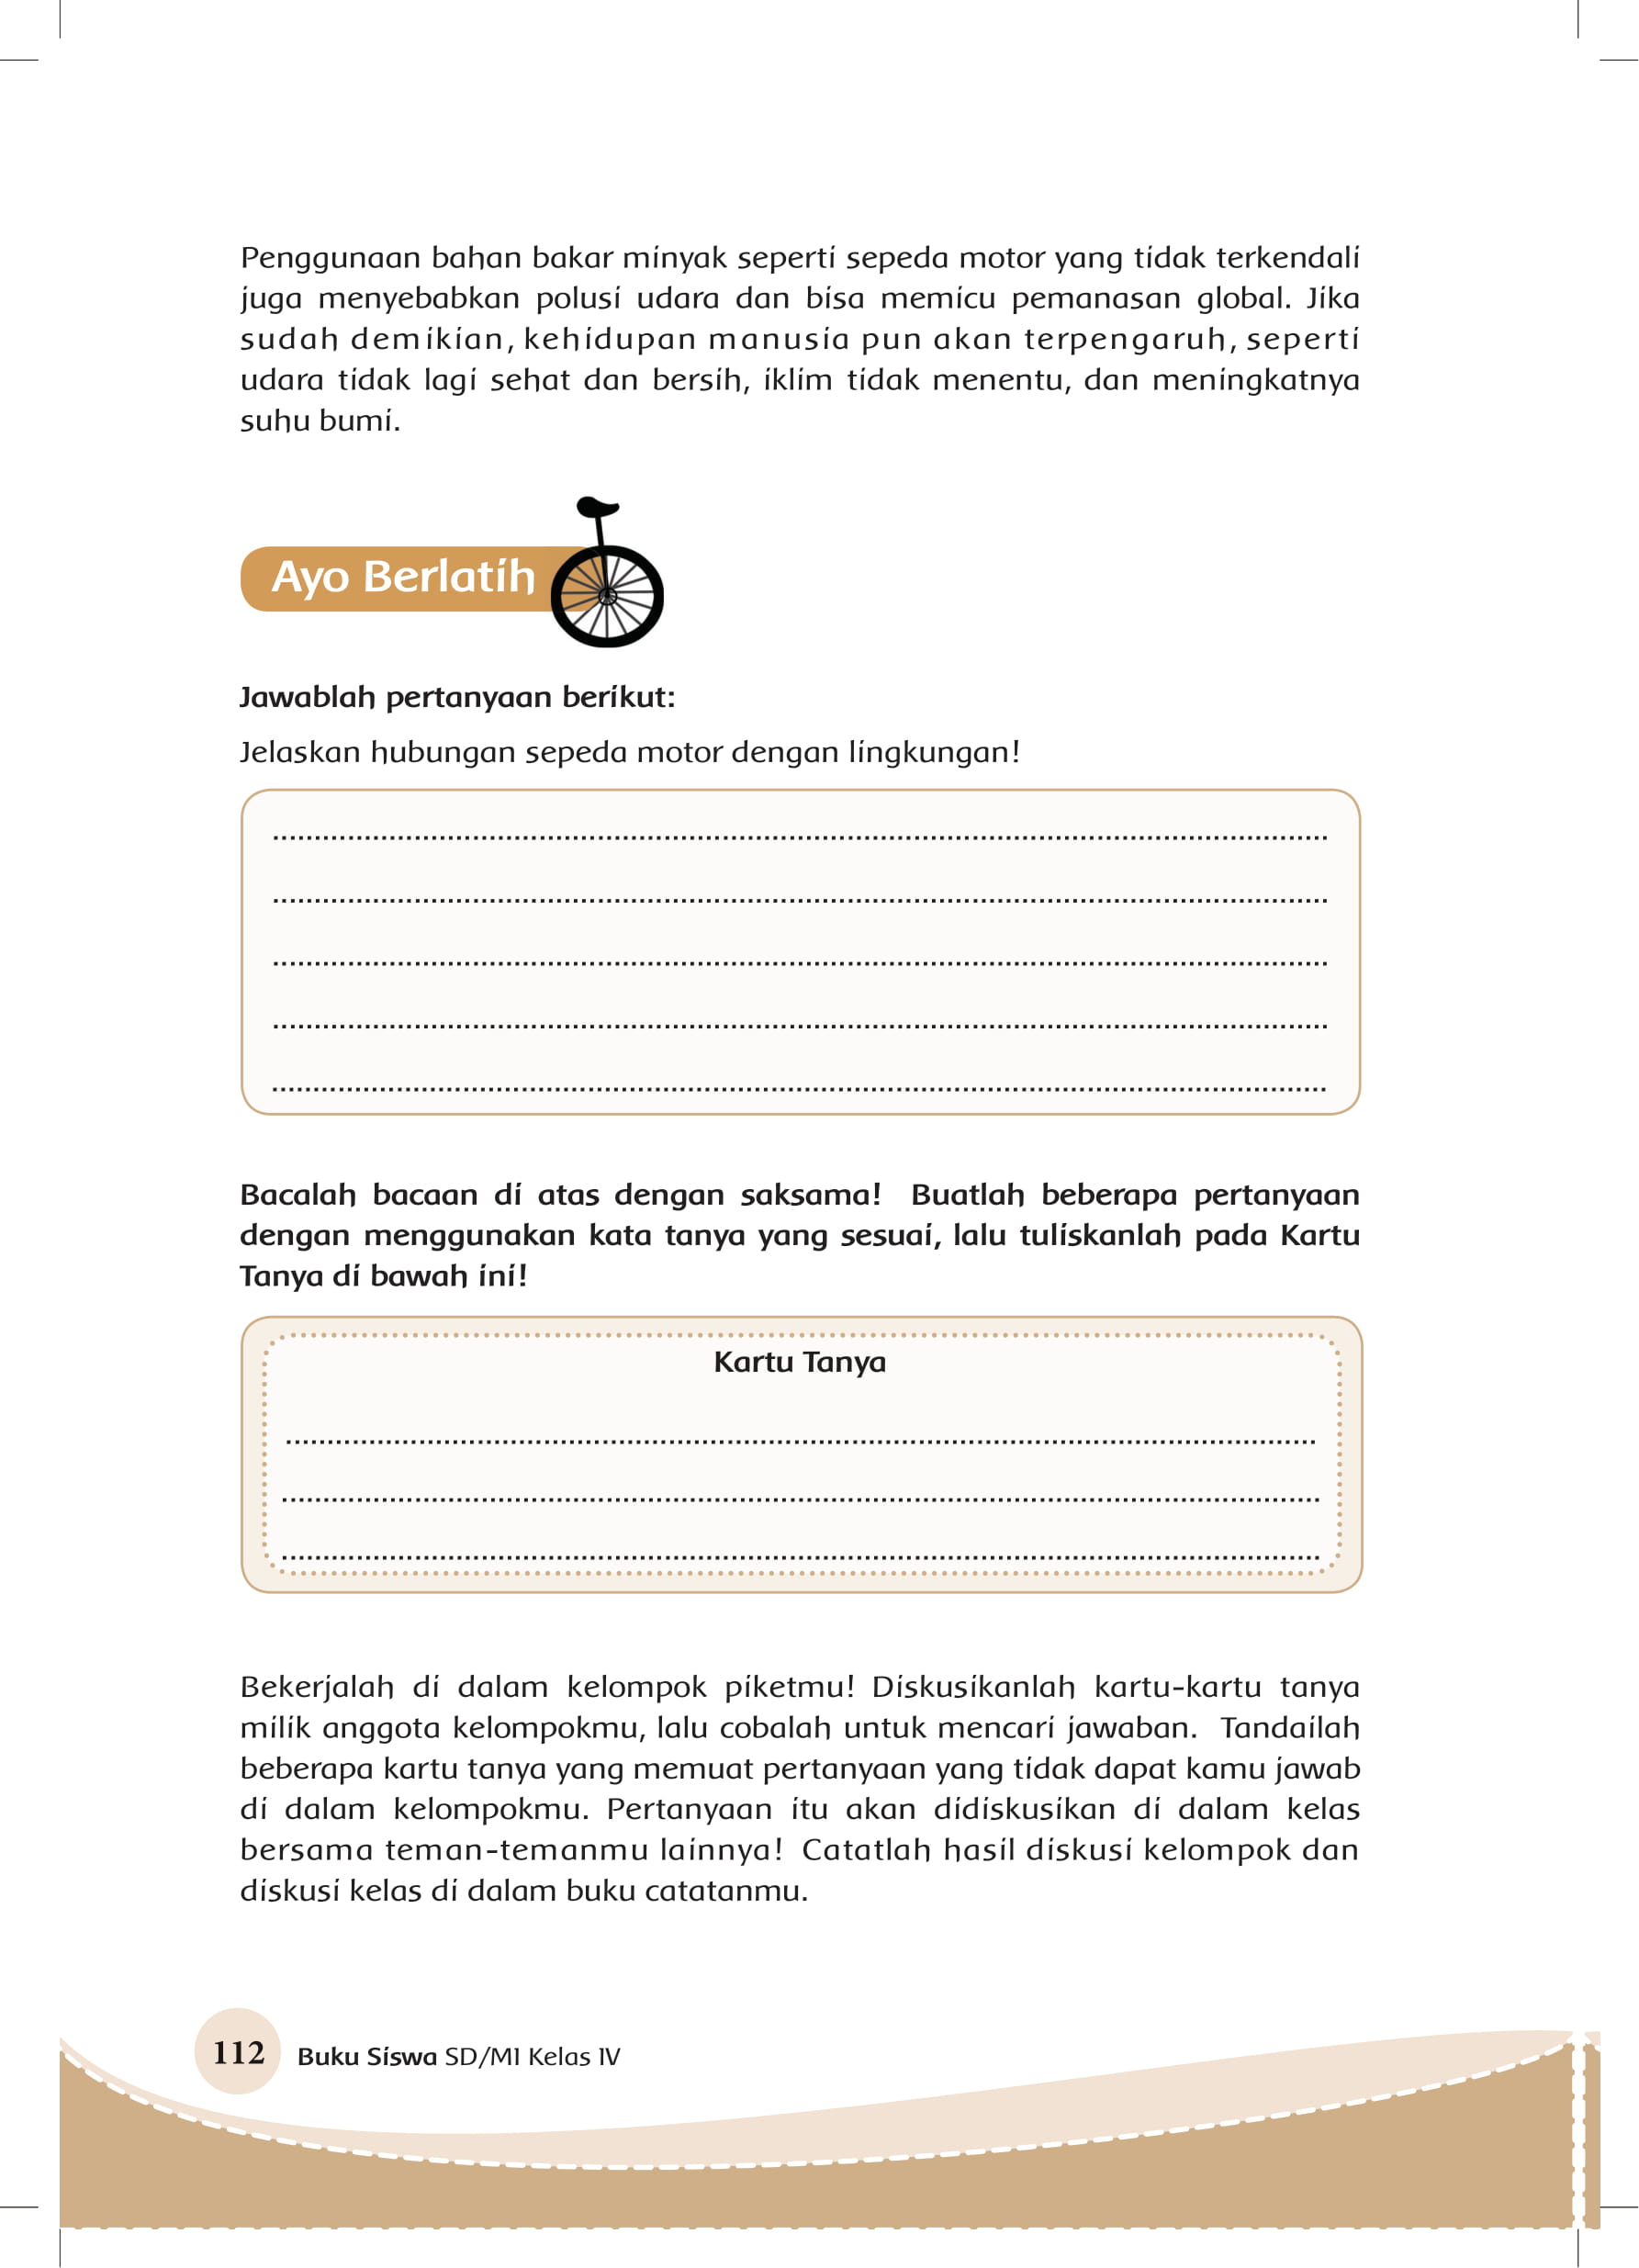 Penggunaan bahan bakar minyak seperti sepeda motor yang tidak terkendali
juga menyebabkan polusi udara dan bisa memicu pemanasan global. Jika
sudah demikian, kehidupan manusia pun akan terpengaruh, seperti
udara tidak lagi sehat dan bersih, iklim tidak menentu, dan meningkatnya
suhu bumi.
Ayo Berlatih
Jawablah pertanyaan berikut:
Jelaskan hubungan sepeda motor dengan lingkungan!
Bacalah bacaan di atas dengan saksama! Buatlah beberapa pertanyaan
dengan menggunakan kata tanya yang sesuai, lalu tuliskanlah pada Kartu
Tanya di bawah ini!
Kartu Tanya
Bekerjalah di dalam kelompok piketmu! Diskusikanlah kartu-kartu tanya
milik anggota kelompokmu, lalu cobalah untuk mencari jawaban. Tandailah
beberapa kartu tanya yang memuat pertanyaan yang tidak dapat kamu jawab
di dalam kelompokmu. Pertanyaan itu akan didiskusikan di dalam kelas
bersama teman-temanmu lainnya! Catatlah hasil diskusi kelompok dan
diskusi kelas di dalam buku catatanmu.
112 Buku Siswa SD/MI Kelas IV